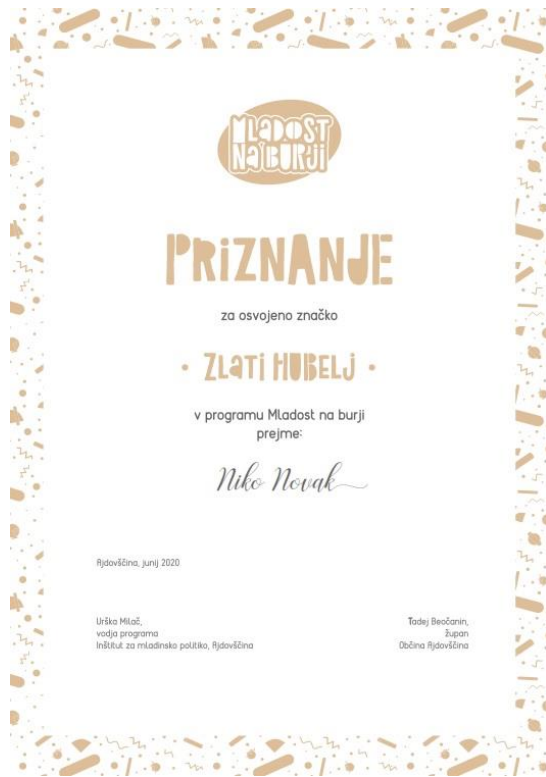 MLADOST
NA BURJI
PRIZNANJE
za osvojeno značko
• ZLATI HUBELJ •
v programu Mladost na burji
prejme:
Niko Novak
Ajdovščina, junij 2020
Urška Milač,
vodja programa
Inštitut za mladinsko politiko, Ajdovščina
Tadej Beočanin,
župan
Občina Ajdovščina